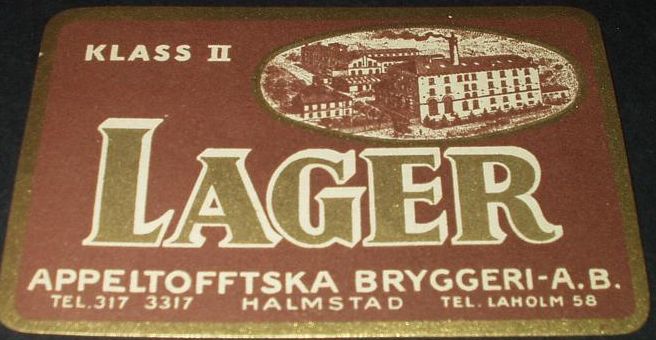 KLASS II
LAGER
APPELTOFFTSKA BRYGGERI-A.B.
TEL.317 3317 HALMSTAD TEL. LAHOLM 58